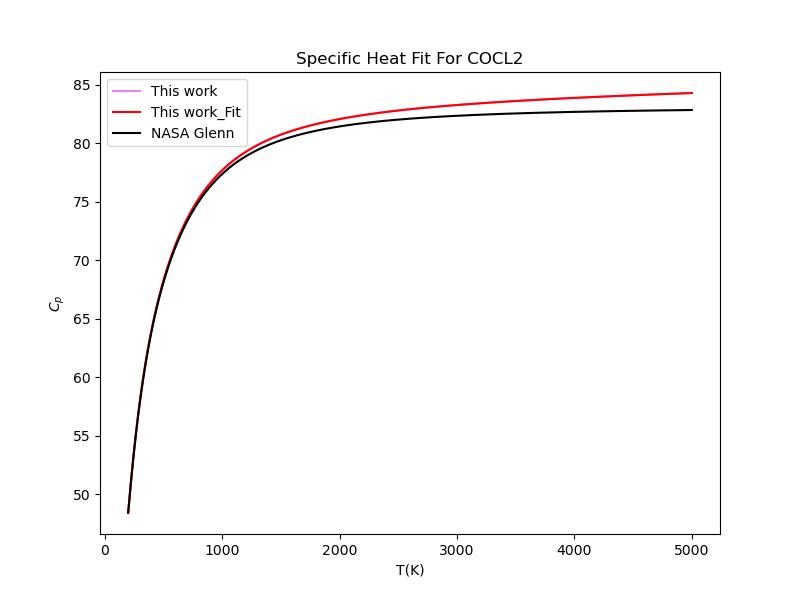 Specific Heat Fit For COCL2
This work
This work_Fit
NASA Glenn
85
80
75
70
65
60
55
50
C_p
0 1000 2000 3000 4000 5000
T(K)